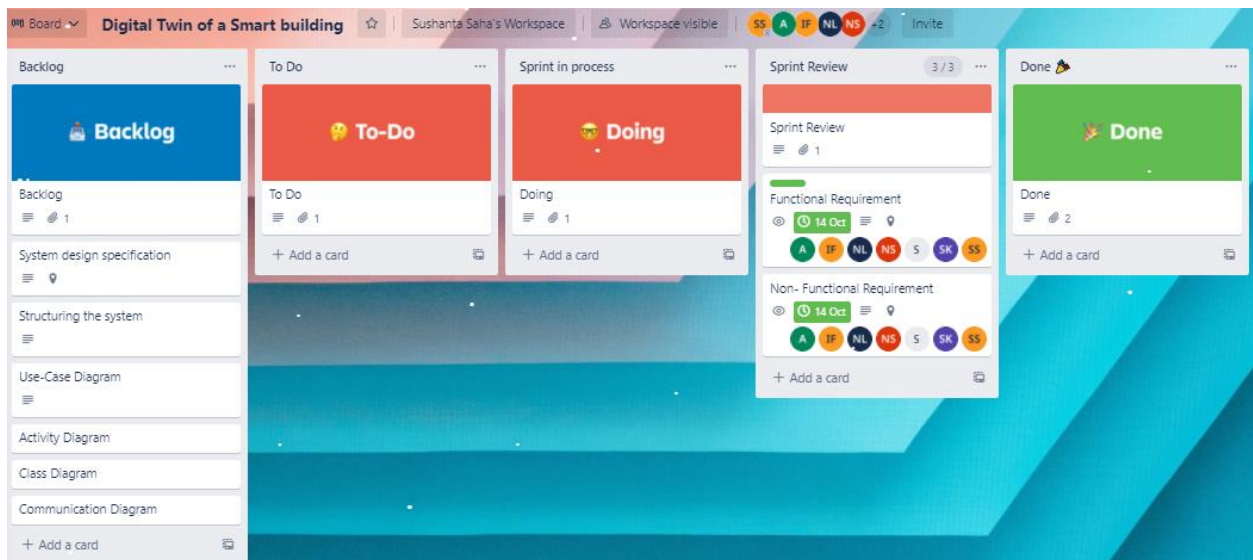 Board
Digital Twin of a Smart building
Sushanta Saha's Workspace
Workspace visible
SS A IF NL NS +2
Invite
Backlog
Backlog
Backlog
1
System design specification
Structuring the system
Use-Case Diagram
Activity Diagram
Class Diagram
Communication Diagram
+ Add a card
To Do
To-Do
To Do
1
+ Add a card
Sprint in process
Doing
Doing
1
+ Add a card
Sprint Review
3 / 3
Sprint Review
1
Functional Requirement
14 Oct
A IF NL NS S SK SS
Non- Functional Requirement
14 Oct
A IF NL NS S SK SS
+ Add a card
Done
Done
Done
2
+ Add a card